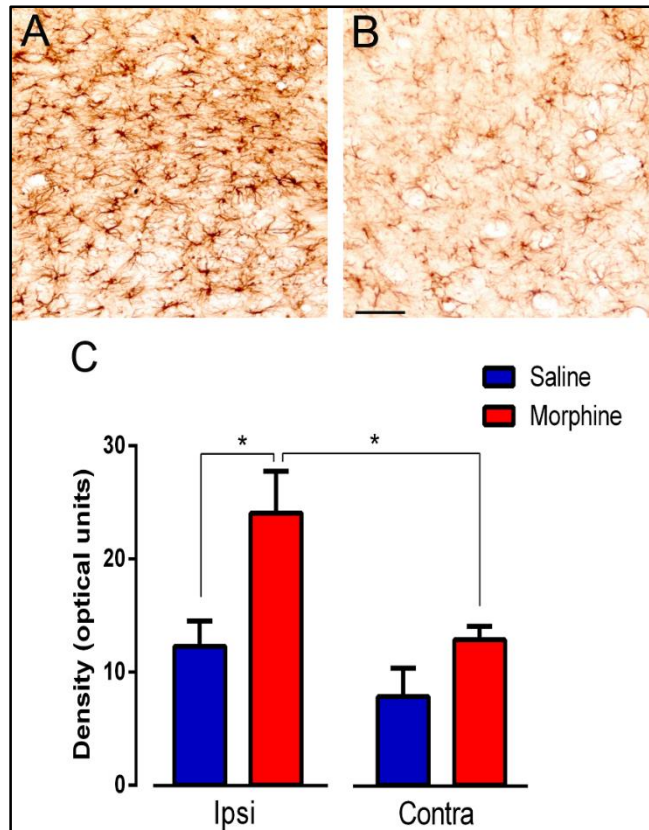 A
B
C
Saline
Morphine
Density (optical units)
30
20
10
0
*
*
Ipsi
Contra